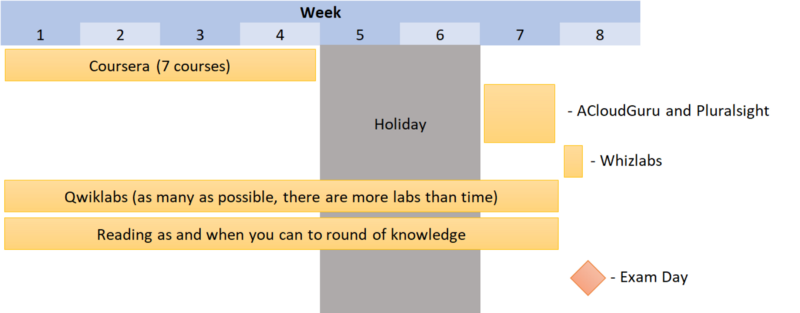 Week
1 2 3 4 5 6 7 8
Coursera (7 courses)
- ACloudGuru and Pluralsight
Holiday
- Whizlabs
Qwiklabs (as many as possible, there are more labs than time)
Reading as and when you can to round of knowledge
- Exam Day